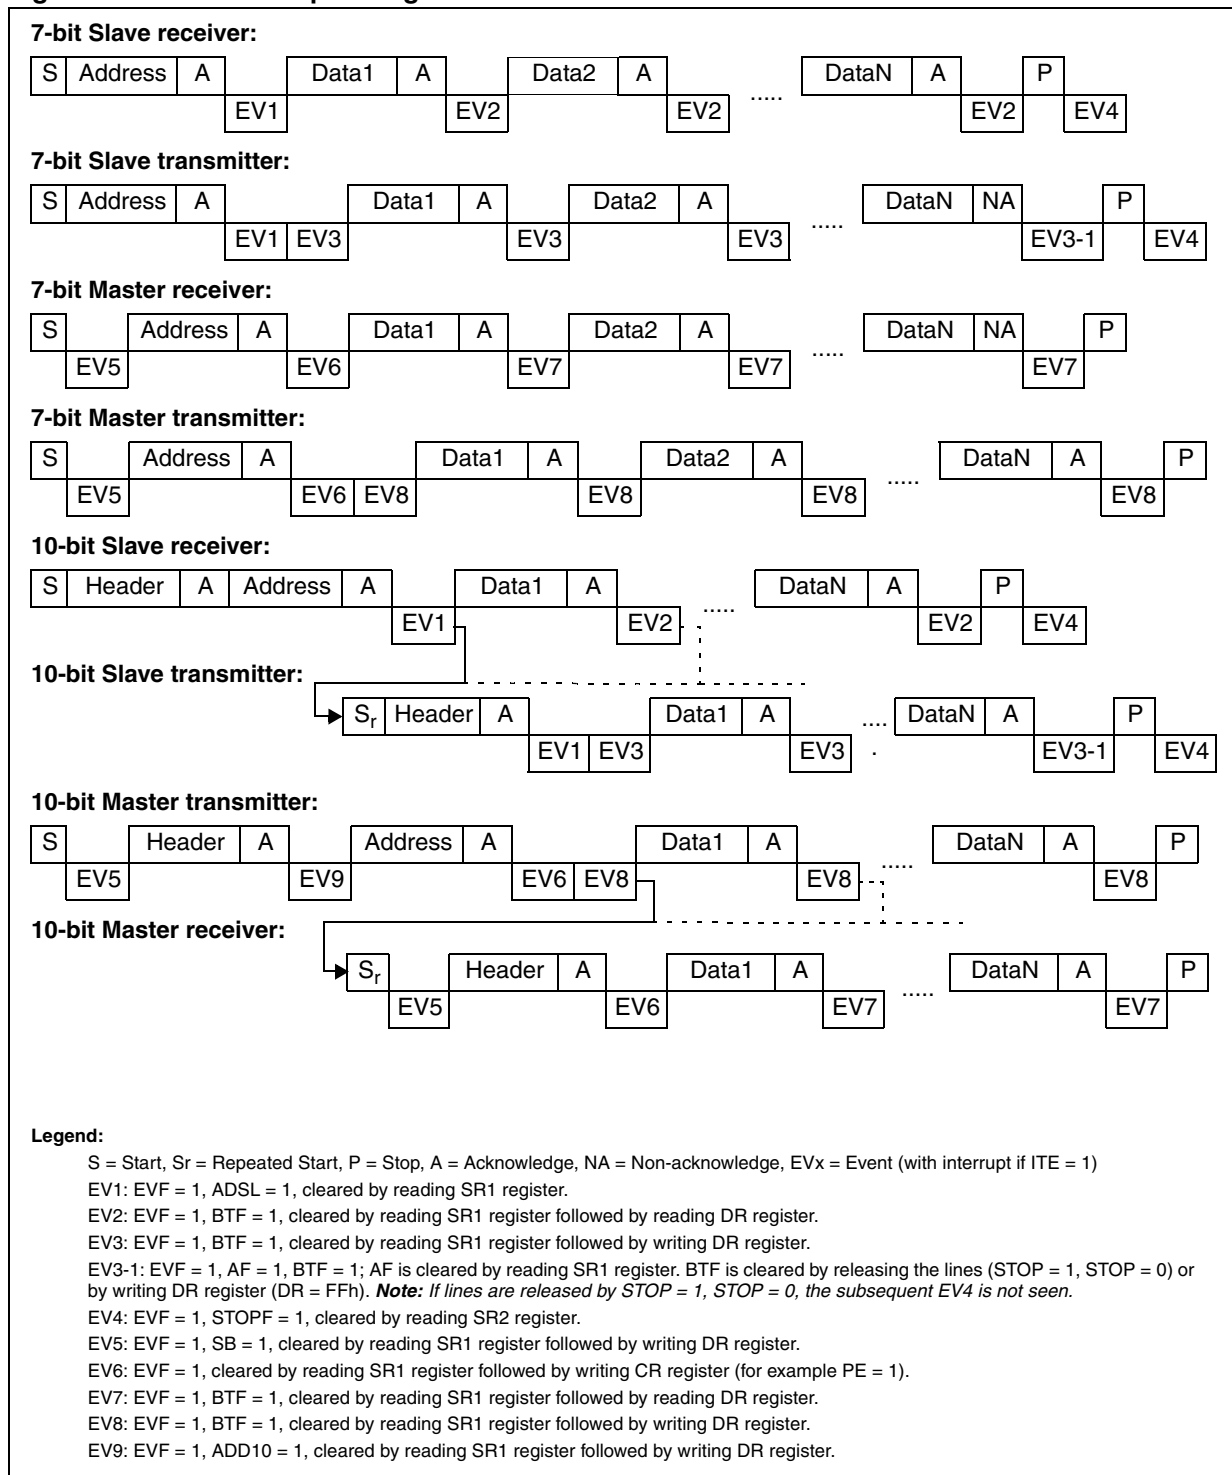 7-bit Slave receiver:
S Address A Data1 A Data2 A ..... DataN A P
EV1 EV2 EV2 EV2 EV4
7-bit Slave transmitter:
S Address A Data1 A Data2 A ..... DataN NA P
EV1 EV3 EV3 EV3 EV3-1 EV4
7-bit Master receiver:
S Address A Data1 A Data2 A ..... DataN NA P
EV5 EV6 EV7 EV7 EV7
7-bit Master transmitter:
S Address A Data1 A Data2 A ..... DataN A P
EV5 EV6 EV8 EV8 EV8 EV8
10-bit Slave receiver:
S Header A Address A Data1 A ..... DataN A P
EV1 EV2 EV2 EV4
10-bit Slave transmitter:
Sr Header A Data1 A .... DataN A P
EV1 EV3 EV3 . EV3-1 EV4
10-bit Master transmitter:
S Header A Address A Data1 A ..... DataN A P
EV5 EV9 EV6 EV8 EV8 EV8
10-bit Master receiver:
Sr Header A Data1 A ..... DataN A P
EV5 EV6 EV7 EV7
Legend:
S = Start, Sr = Repeated Start, P = Stop, A = Acknowledge, NA = Non-acknowledge, EVx = Event (with interrupt if ITE = 1)
EV1: EVF = 1, ADSL = 1, cleared by reading SR1 register.
EV2: EVF = 1, BTF = 1, cleared by reading SR1 register followed by reading DR register.
EV3: EVF = 1, BTF = 1, cleared by reading SR1 register followed by writing DR register.
EV3-1: EVF = 1, AF = 1, BTF = 1; AF is cleared by reading SR1 register. BTF is cleared by releasing the lines (STOP = 1, STOP = 0) or
by writing DR register (DR = FFh). Note: If lines are released by STOP = 1, STOP = 0, the subsequent EV4 is not seen.
EV4: EVF = 1, STOPF = 1, cleared by reading SR2 register.
EV5: EVF = 1, SB = 1, cleared by reading SR1 register followed by writing DR register.
EV6: EVF = 1, cleared by reading SR1 register followed by writing CR register (for example PE = 1).
EV7: EVF = 1, BTF = 1, cleared by reading SR1 register followed by reading DR register.
EV8: EVF = 1, BTF = 1, cleared by reading SR1 register followed by writing DR register.
EV9: EVF = 1, ADD10 = 1, cleared by reading SR1 register followed by writing DR register.